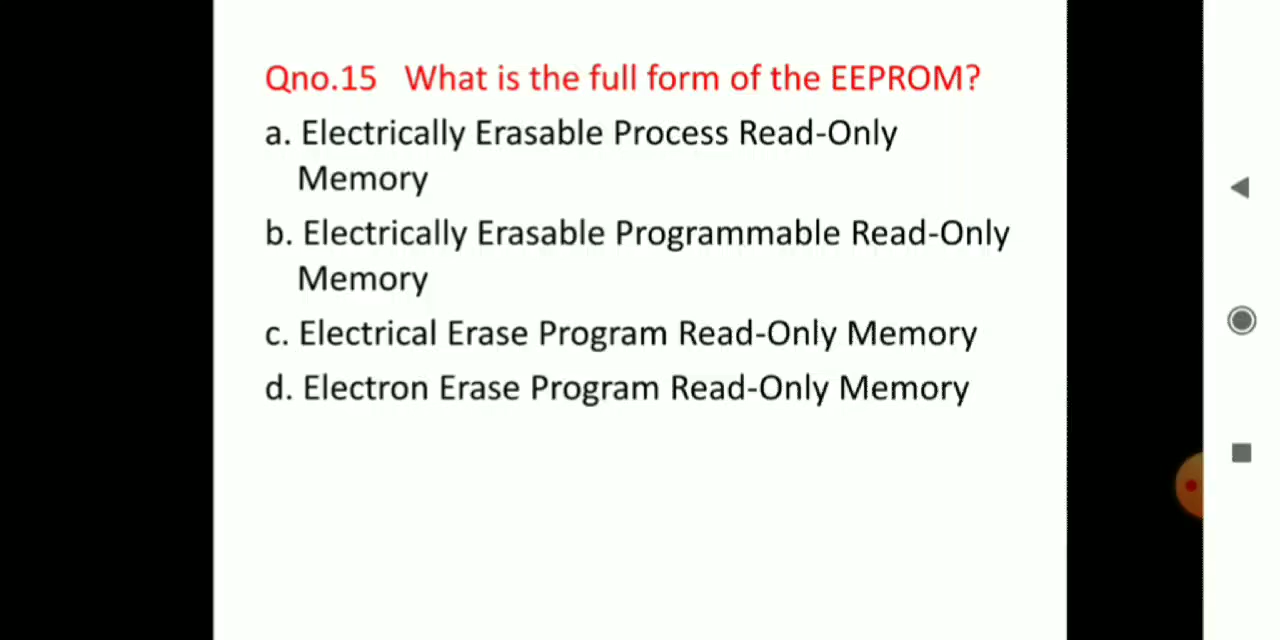 Qno.15 What is the full form of the EEPROM?
a. Electrically Erasable Process Read-Only
Memory
b. Electrically Erasable Programmable Read-Only
Memory
c. Electrical Erase Program Read-Only Memory
d. Electron Erase Program Read-Only Memory